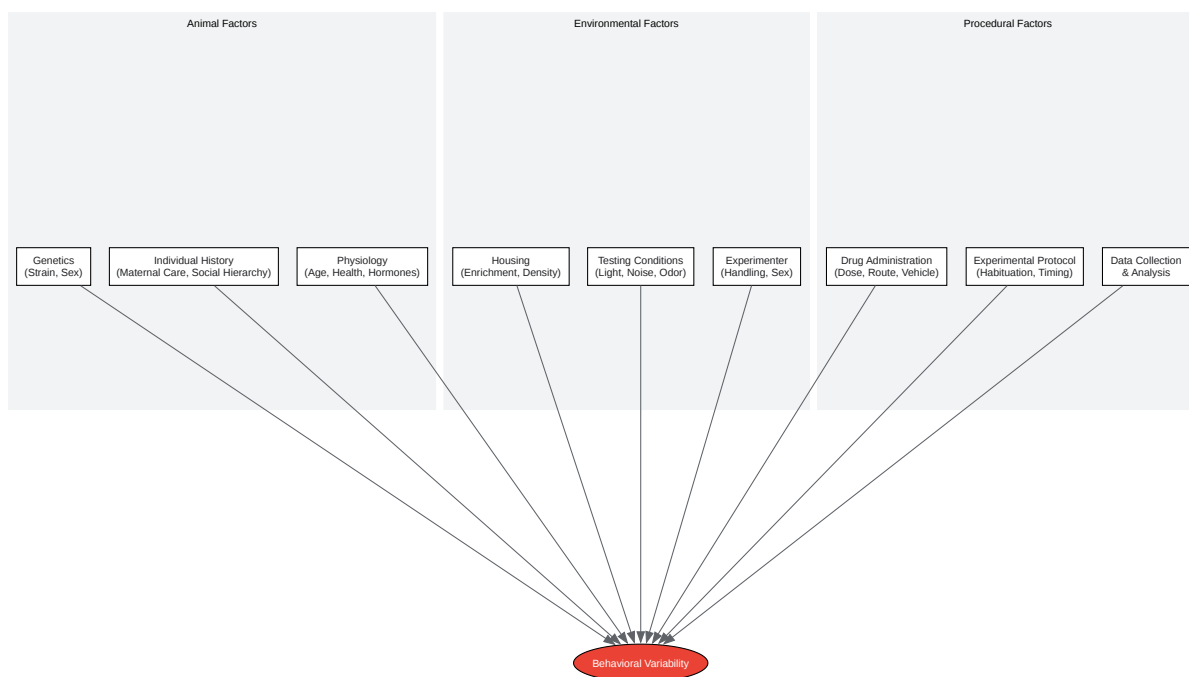 Animal Factors
Environmental Factors
Procedural Factors
Genetics
(Strain, Sex)
Individual History
(Maternal Care, Social Hierarchy)
Physiology
(Age, Health, Hormones)
Housing
(Enrichment, Density)
Testing Conditions
(Light, Noise, Odor)
Experimenter
(Handling, Sex)
Drug Administration
(Dose, Route, Vehicle)
Experimental Protocol
(Habituation, Timing)
Data Collection
& Analysis
Behavioral Variability